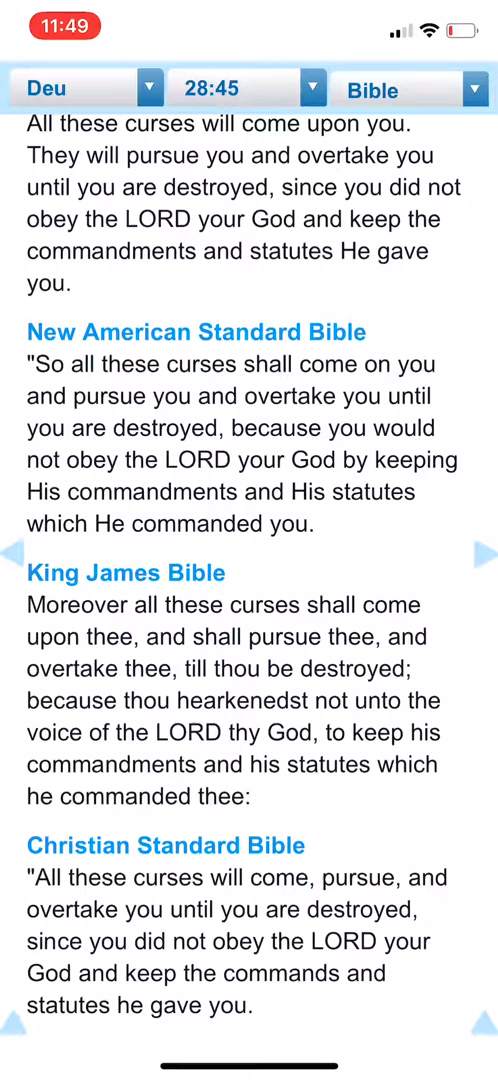 11:49
Deu 28:45 Bible
All these curses will come upon you.
They will pursue you and overtake you
until you are destroyed, since you did not
obey the LORD your God and keep the
commandments and statutes He gave
you.
New American Standard Bible
"So all these curses shall come on you
and pursue you and overtake you until
you are destroyed, because you would
not obey the LORD your God by keeping
His commandments and His statutes
which He commanded you.
King James Bible
Moreover all these curses shall come
upon thee, and shall pursue thee, and
overtake thee, till thou be destroyed;
because thou hearkenedst not unto the
voice of the LORD thy God, to keep his
commandments and his statutes which
he commanded thee:
Christian Standard Bible
"All these curses will come, pursue, and
overtake you until you are destroyed,
since you did not obey the LORD your
God and keep the commands and
statutes he gave you.